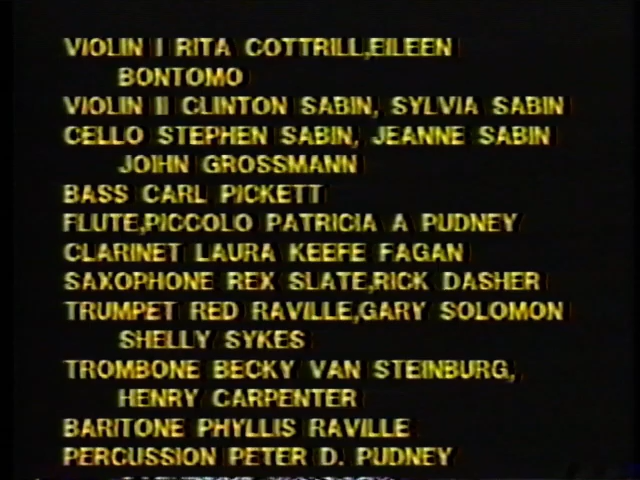 VIOLIN I RITA COTTRILL,EILEEN
BONTOMO
VIOLIN II CLINTON SABIN, SYLVIA SABIN
CELLO STEPHEN SABIN, JEANNE SABIN
JOIHN GROSSMANN
BASS CARL PICKETT
FLUTE,PICCOLO PATRICIA A PUDNEY
CLARINET LAURA KEEFE FAGAN
SAXOPHONE REX SLATE,RICK DASHER
TRUMPET RED RAVILLE,GARY SOLOMON
SHELLY SYKES
TROMBONE BECKY VAN STEINBURG,
HENRY CARPENTER
BARITONE PHYLLIS RAVILLE
PERCUSSION PETER D. PUDNEY